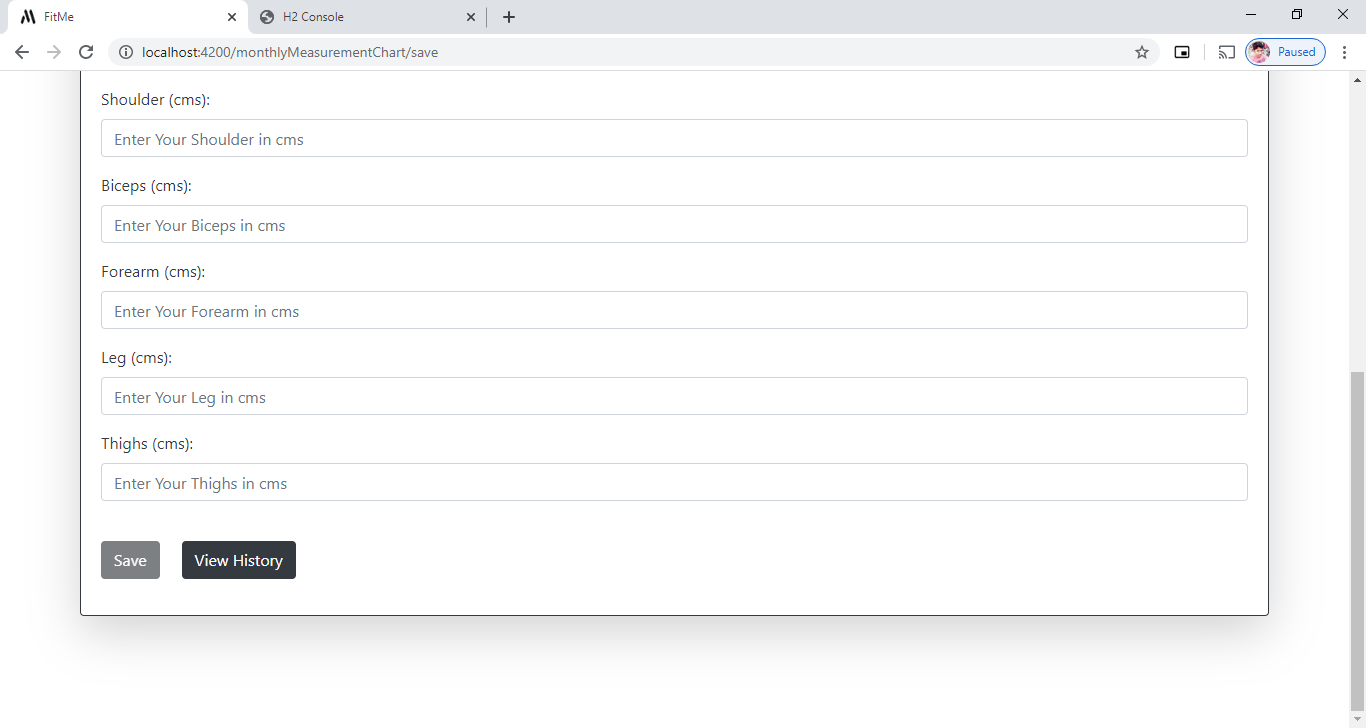 FitMe
H2 Console
localhost:4200/monthlyMeasurementChart/save
Paused
Shoulder (cms):
Enter Your Shoulder in cms
Biceps (cms):
Enter Your Biceps in cms
Forearm (cms):
Enter Your Forearm in cms
Leg (cms):
Enter Your Leg in cms
Thighs (cms):
Enter Your Thighs in cms
Save View History